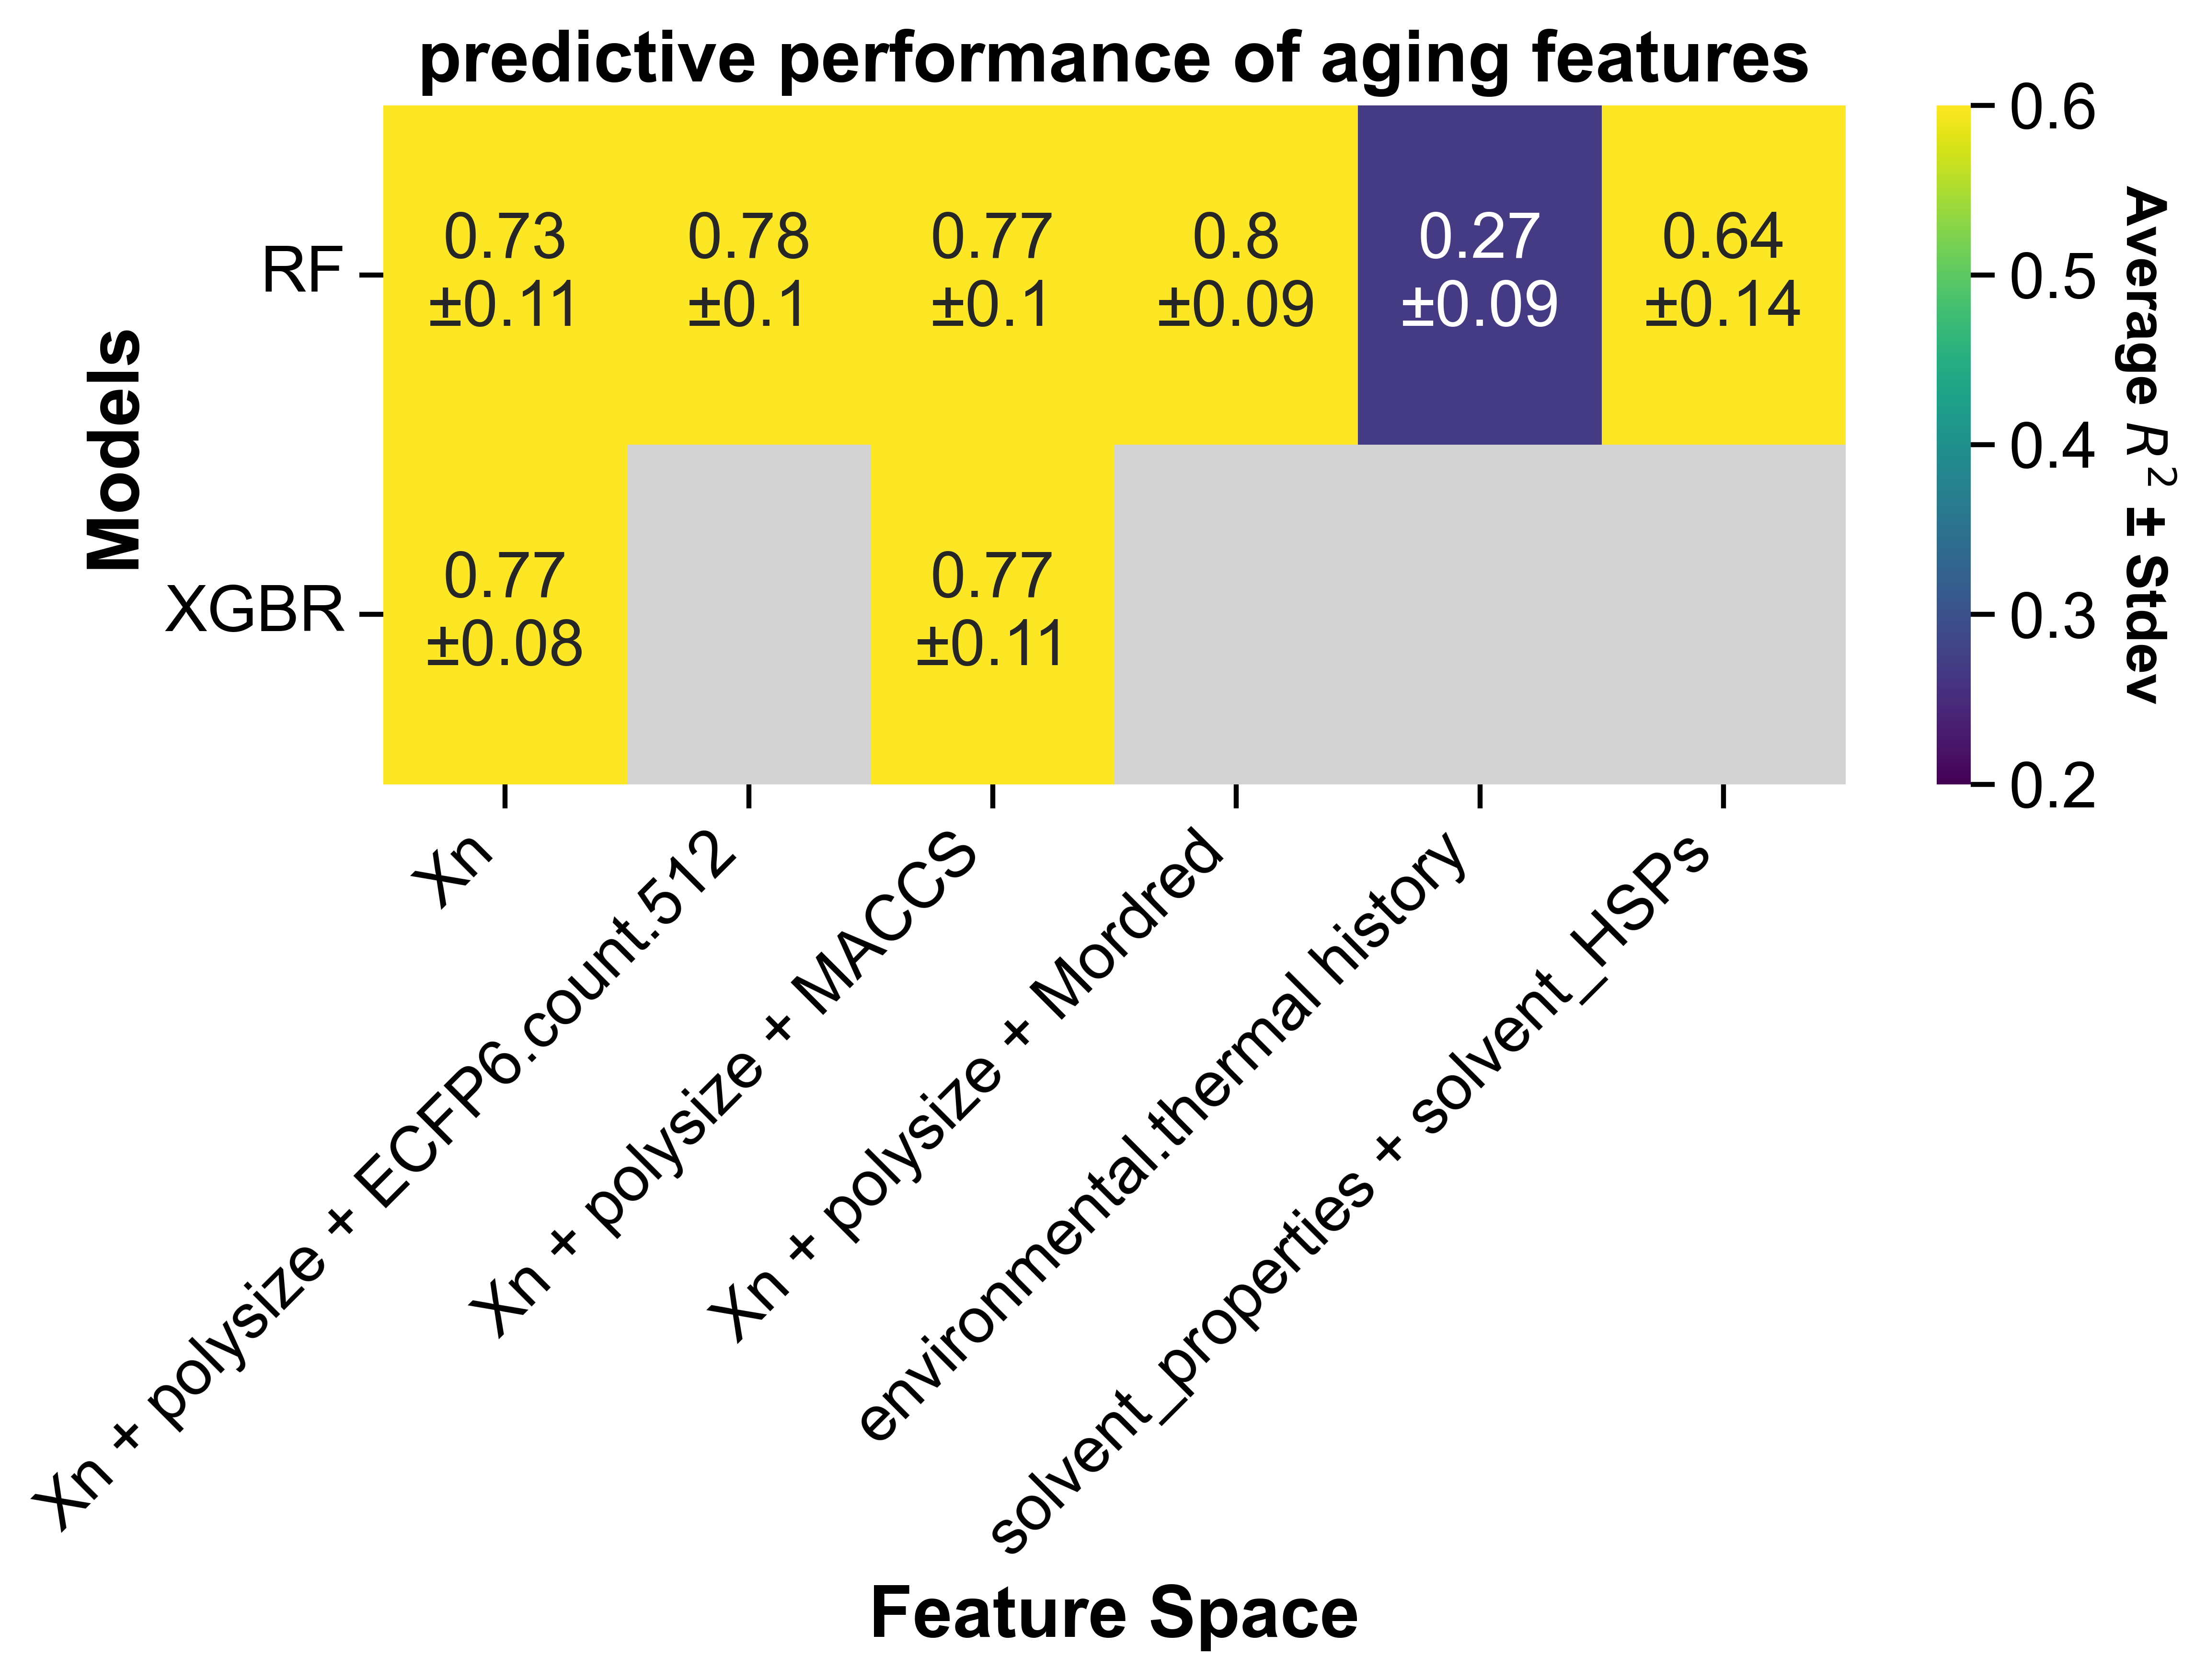 predictive performance of aging features
Models
RF
0.73
±0.11
0.78
±0.1
0.77
±0.1
0.8
±0.09
0.27
±0.09
0.64
±0.14
XGBR
0.77
±0.08
0.77
±0.11
Xn
Xn + polysize + ECFP6.count.512
Xn + polysize + MACCS
Xn + polysize + Mordred
environmental.thermal history
solvent_properties + solvent_HSPs
Feature Space
0.6
0.5
0.4
0.3
0.2
Average R² ± Stdev